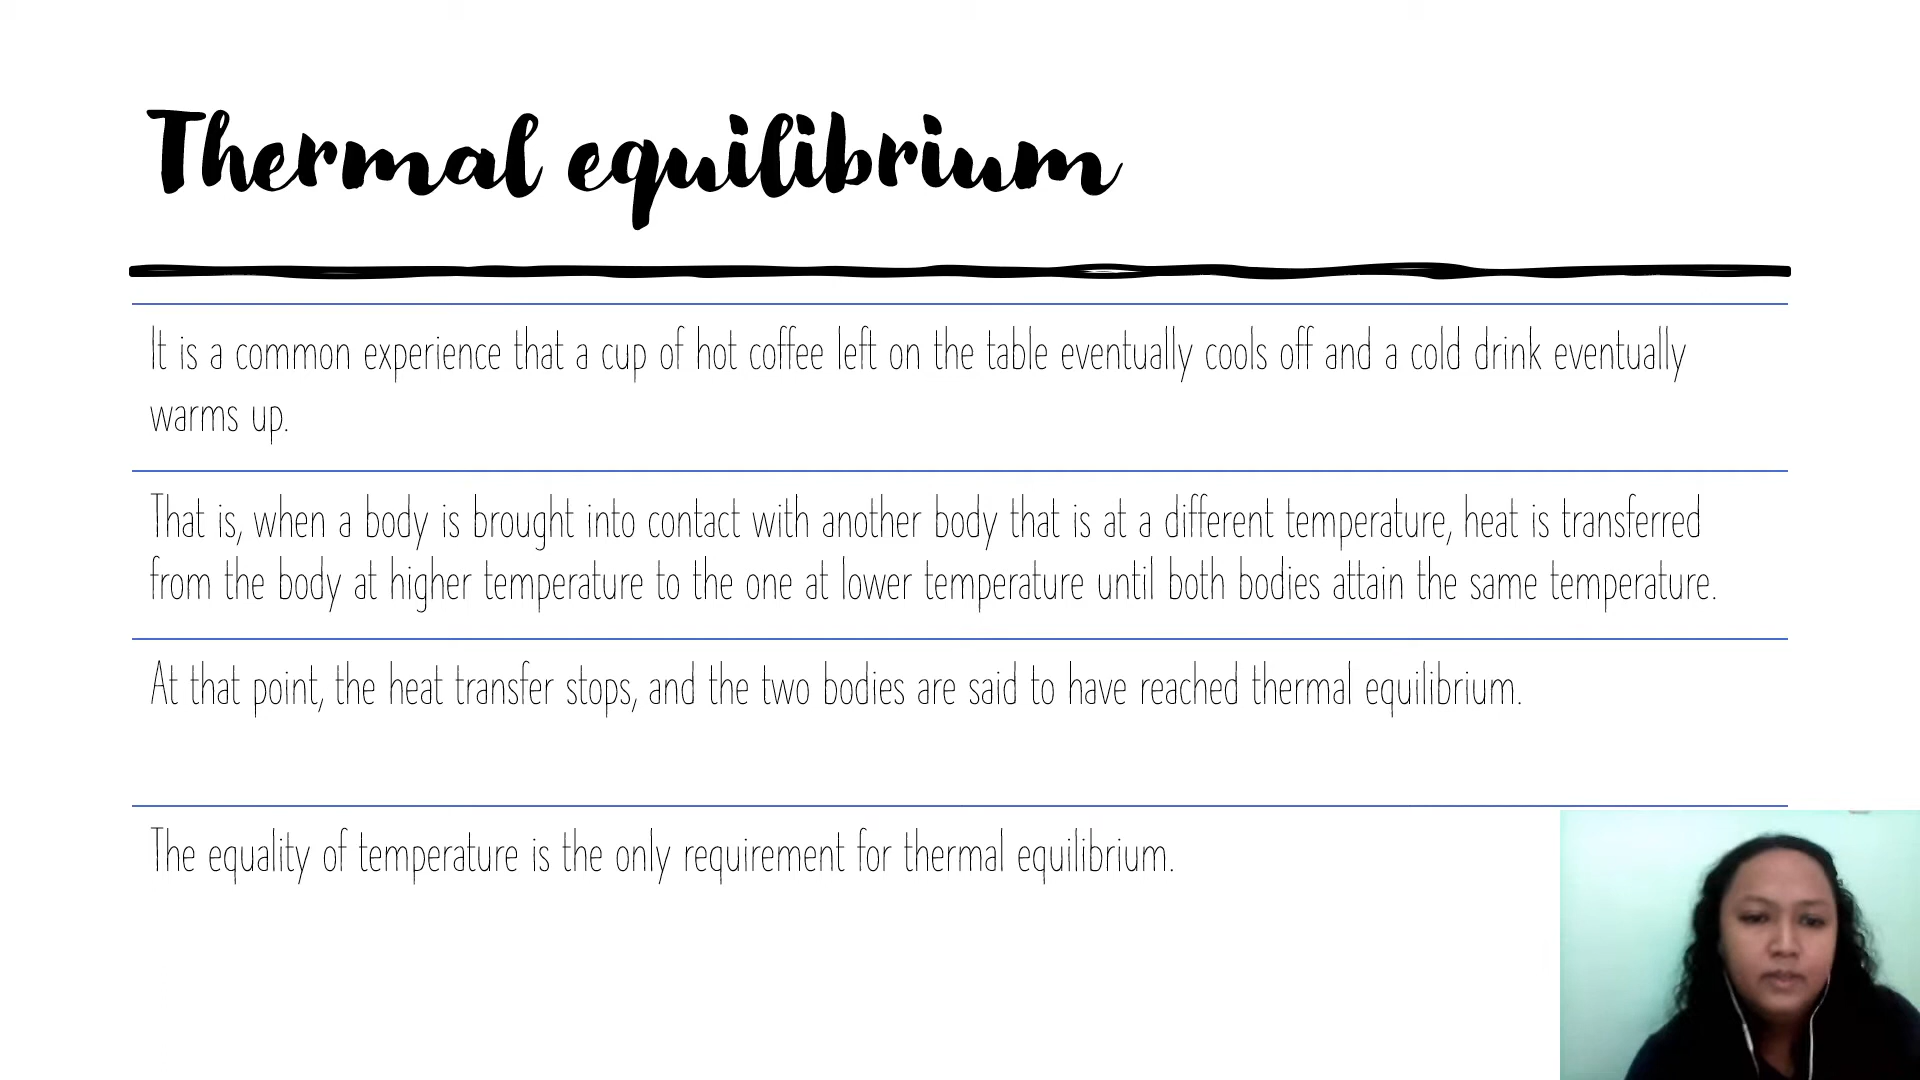 Thermal equilibrium
It is a common experience that a cup of hot coffee left on the table eventually cools off and a cold drink eventually
warms up.
That is, when a body is brought into contact with another body that is at a different temperature, heat is transferred
from the body at higher temperature to the one at lower temperature until both bodies attain the same temperature.
At that point, the heat transfer stops, and the two bodies are said to have reached thermal equilibrium.
The equality of temperature is the only requirement for thermal equilibrium.